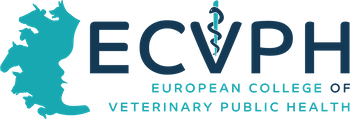 ECVPH
EUROPEAN COLLEGE OF
VETERINARY PUBLIC HEALTH